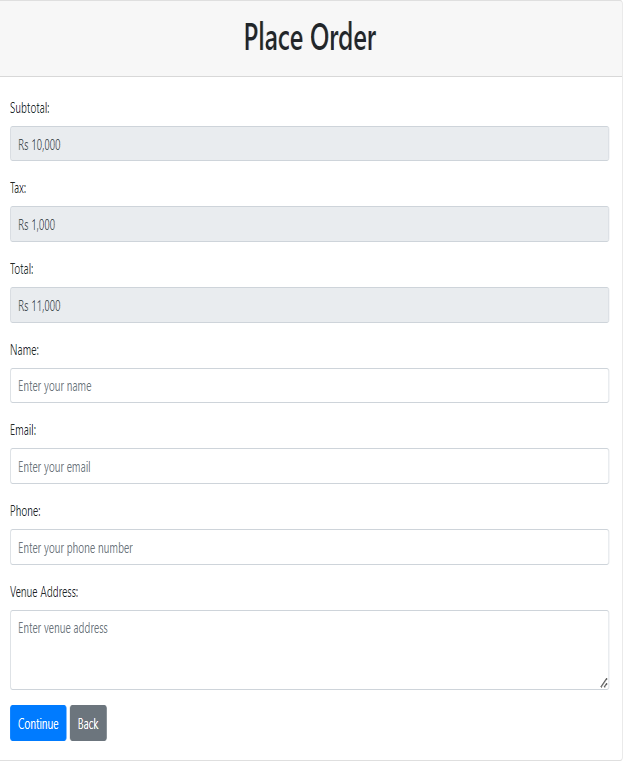 Place Order
Subtotal:
Rs 10,000
Tax:
Rs 1,000
Total:
Rs 11,000
Name:
Enter your name
Email:
Enter your email
Phone:
Enter your phone number
Venue Address:
Enter venue address
Continue Back